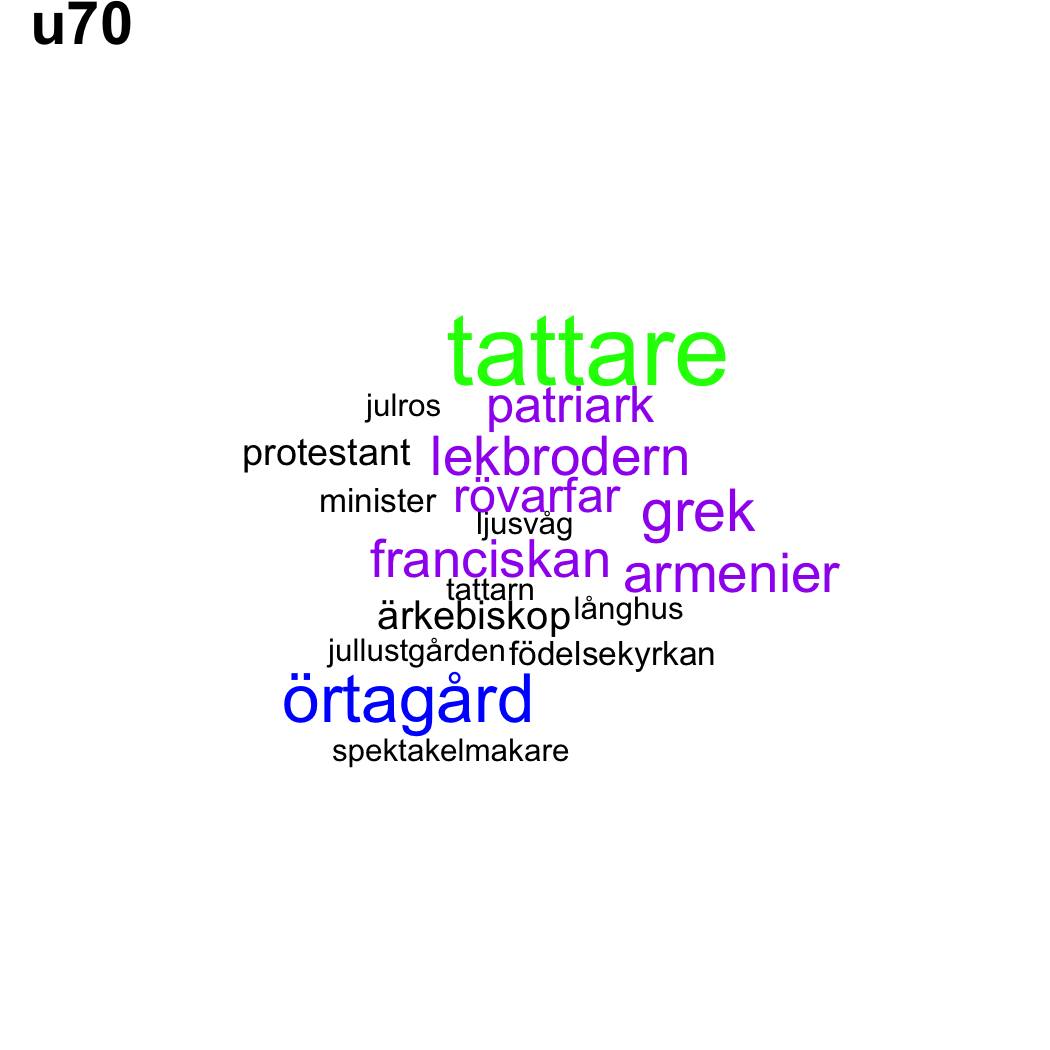 u70
tattare
julros patriark
protestant lekbrodern
minister rövarfar grek
ljusvåg
franciskan armenier
tattarn
ärkebiskop långhus
jullustgården födelsekyrkan
örtagård
spektakelmakare